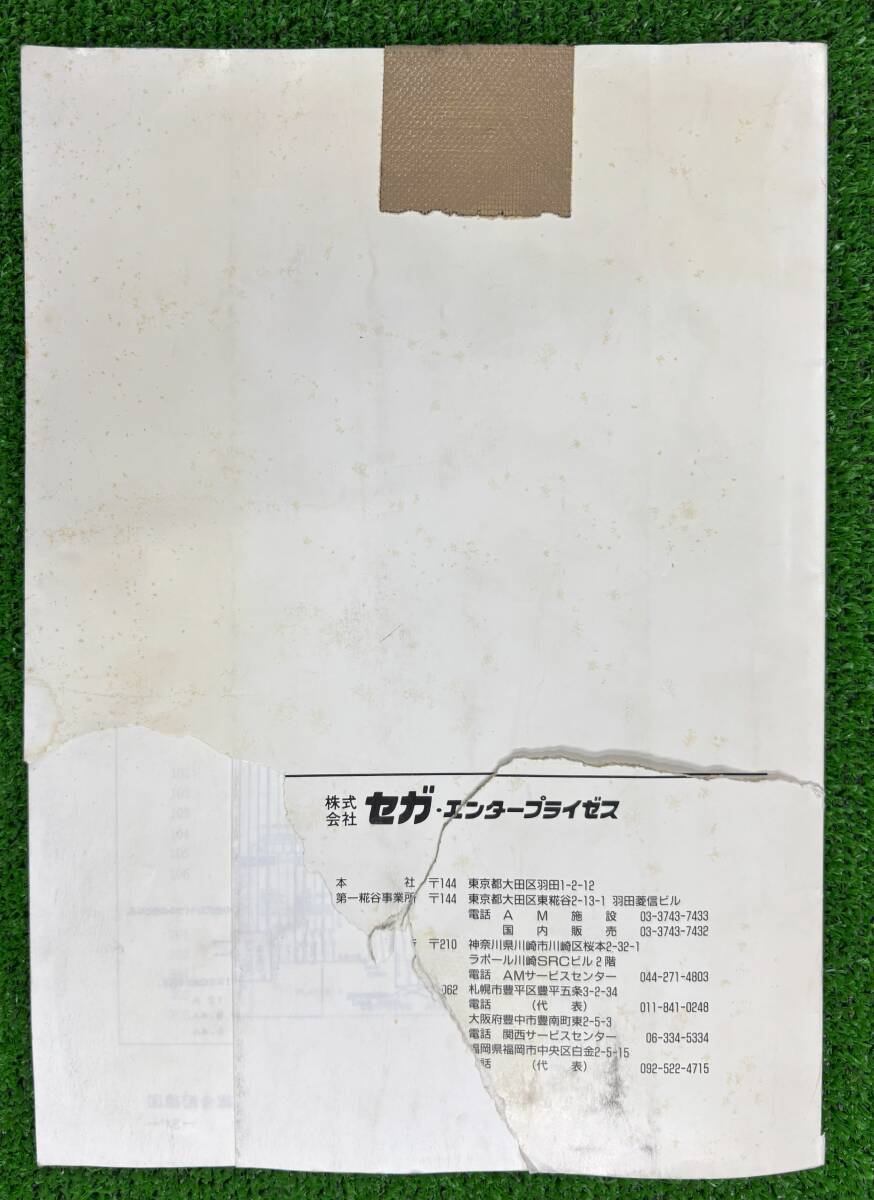 株式会社 セガ・エンタープライゼス
本 社 〒144 東京都大田区羽田1-2-12
第一糀谷事業所 〒144 東京都大田区東糀谷2-13-1 羽田菱信ビル
電話 AM施設 03-3743-7433
国内販売 03-3743-7432
〒210 神奈川県川崎市川崎区桜本2-32-1
ラポール川崎SRCビル2階
電話 AMサービスセンター 044-271-4803
062 札幌市豊平区豊平五条3-2-34
電話 (代 表) 011-841-0248
大阪府豊中市豊南町東2-5-3
電話 関西サービスセンター 06-334-5334
福岡県福岡市中央区白金2-5-15
話 (代 表) 092-522-4715